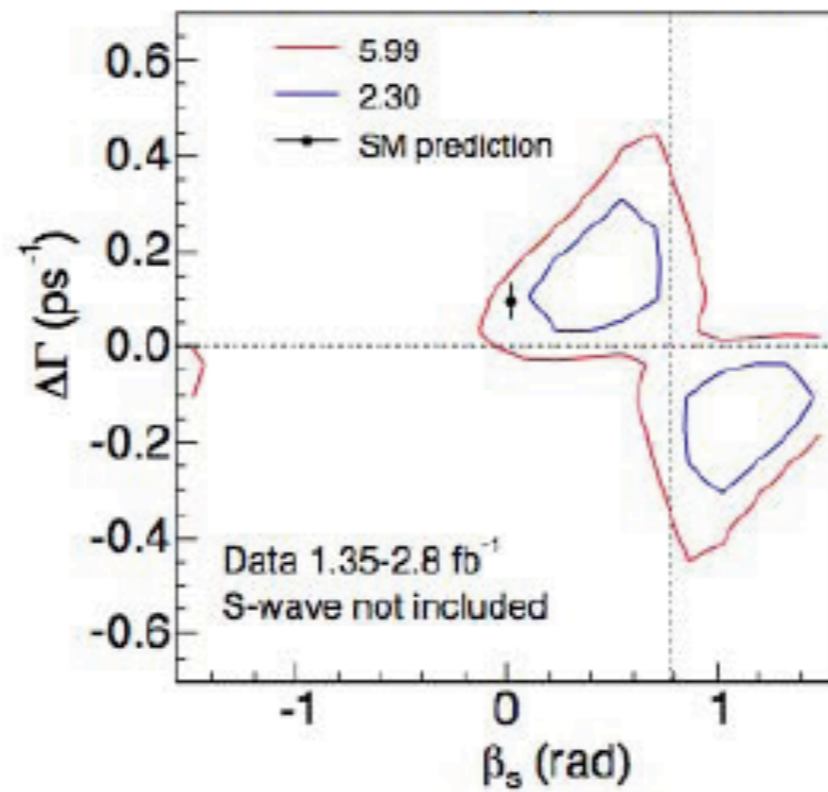 0.6
5.99
2.30
0.4
SM prediction
0.2
ΔΓ (ps⁻¹)
0.0
-0.2
-0.4
Data 1.35-2.8 fb⁻¹
S-wave not included
-0.6
-1 0 1
βₛ (rad)